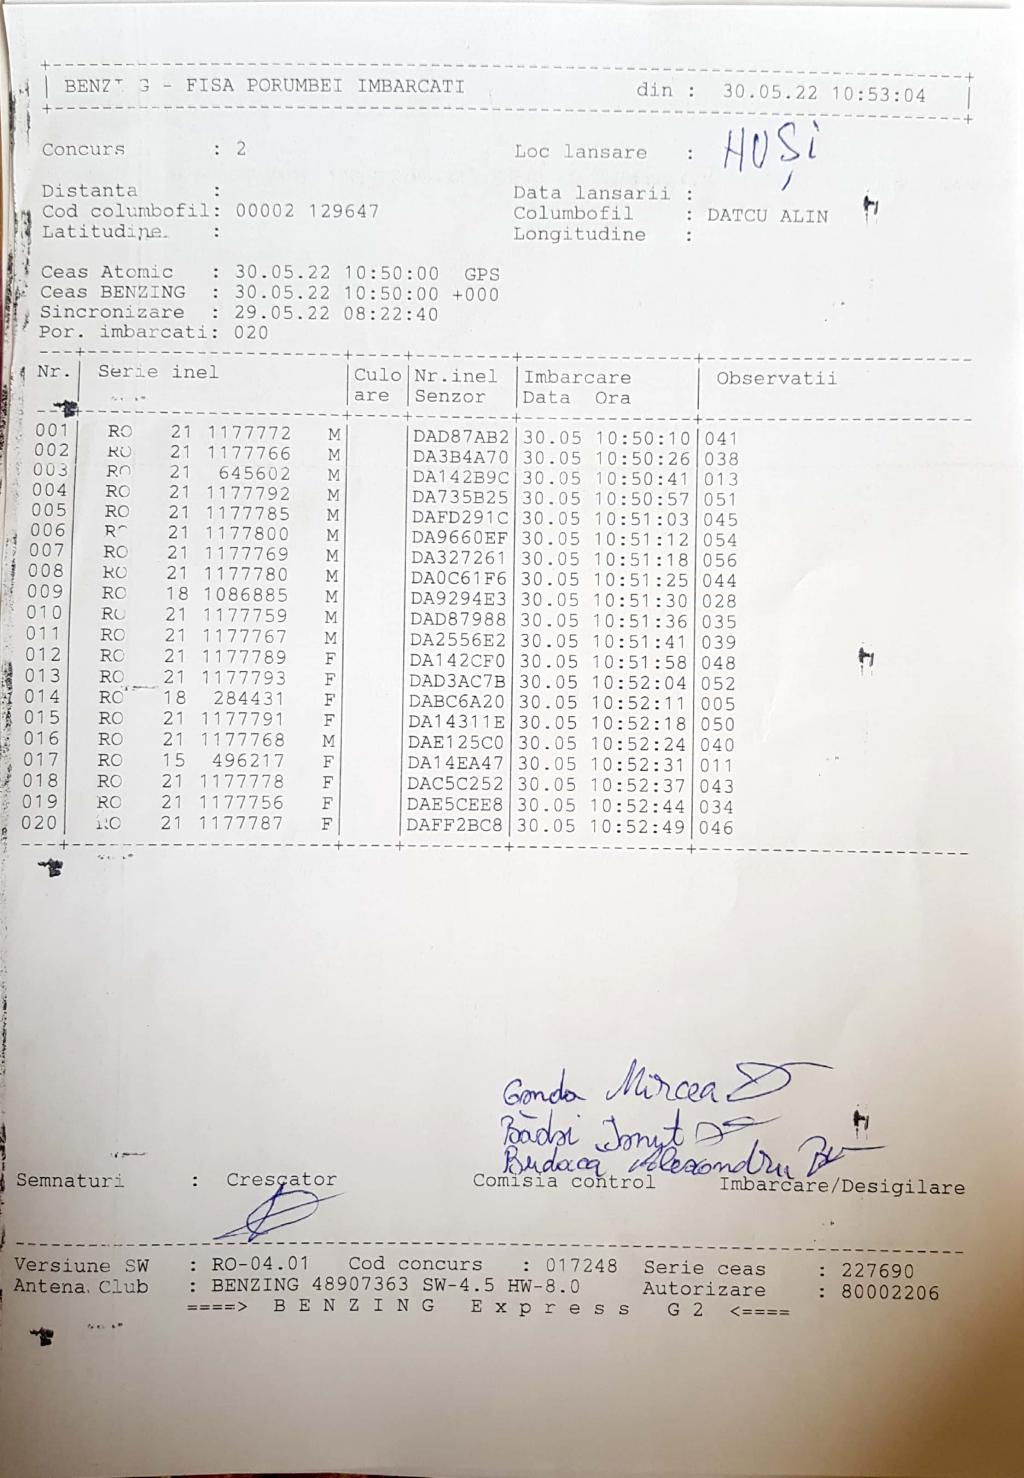 BENZ G - FISA PORUMBEI IMBARCATI din : 30.05.22 10:53:04
Concurs : 2 Loc lansare : HUȘI
Distanta : Data lansarii :
Cod columbofil: 00002 129647 Columbofil : DATCU ALIN
Latitudine : Longitudine :
Ceas Atomic : 30.05.22 10:50:00 GPS
Ceas BENZING : 30.05.22 10:50:00 +000
Sincronizare : 29.05.22 08:22:40
Por. imbarcati: 020
Nr. Serie inel Culo Nr.inel Imbarcare Observatii
are Senzor Data Ora
001 RO 21 1177772 M DAD87AB2 30.05 10:50:10 041
002 RO 21 1177766 M DA3B4A70 30.05 10:50:26 038
003 RO 21 645602 M DA142B9C 30.05 10:50:41 013
004 RO 21 1177792 M DA735B25 30.05 10:50:57 051
005 RO 21 1177785 M DAFD291C 30.05 10:51:03 045
006 R 21 1177800 M DA9660EF 30.05 10:51:12 054
007 RO 21 1177769 M DA327261 30.05 10:51:18 056
008 RO 21 1177780 M DA0C61F6 30.05 10:51:25 044
009 RO 18 1086885 M DA9294E3 30.05 10:51:30 028
010 RO 21 1177759 M DAD87988 30.05 10:51:36 035
011 RO 21 1177767 M DA2556E2 30.05 10:51:41 039
012 RO 21 1177789 F DA142CF0 30.05 10:51:58 048
013 RO 21 1177793 F DAD3AC7B 30.05 10:52:04 052
014 RO 18 284431 F DABC6A20 30.05 10:52:11 005
015 RO 21 1177791 F DA14311E 30.05 10:52:18 050
016 RO 21 1177768 M DAE125C0 30.05 10:52:24 040
017 RO 15 496217 F DA14EA47 30.05 10:52:31 011
018 RO 21 1177778 F DAC5C252 30.05 10:52:37 043
019 RO 21 1177756 F DAE5CEE8 30.05 10:52:44 034
020 RO 21 1177787 F DAFF2BC8 30.05 10:52:49 046
Gonda Mircea
Bădoi Ionuț
Budaca Alexandru
Semnaturi : Crescator Comisia control Imbarcare/Desigilare
Versiune SW : RO-04.01 Cod concurs : 017248 Serie ceas : 227690
Antena Club : BENZING 48907363 SW-4.5 HW-8.0 Autorizare : 80002206
====> B E N Z I N G E x p r e s s G 2 <====